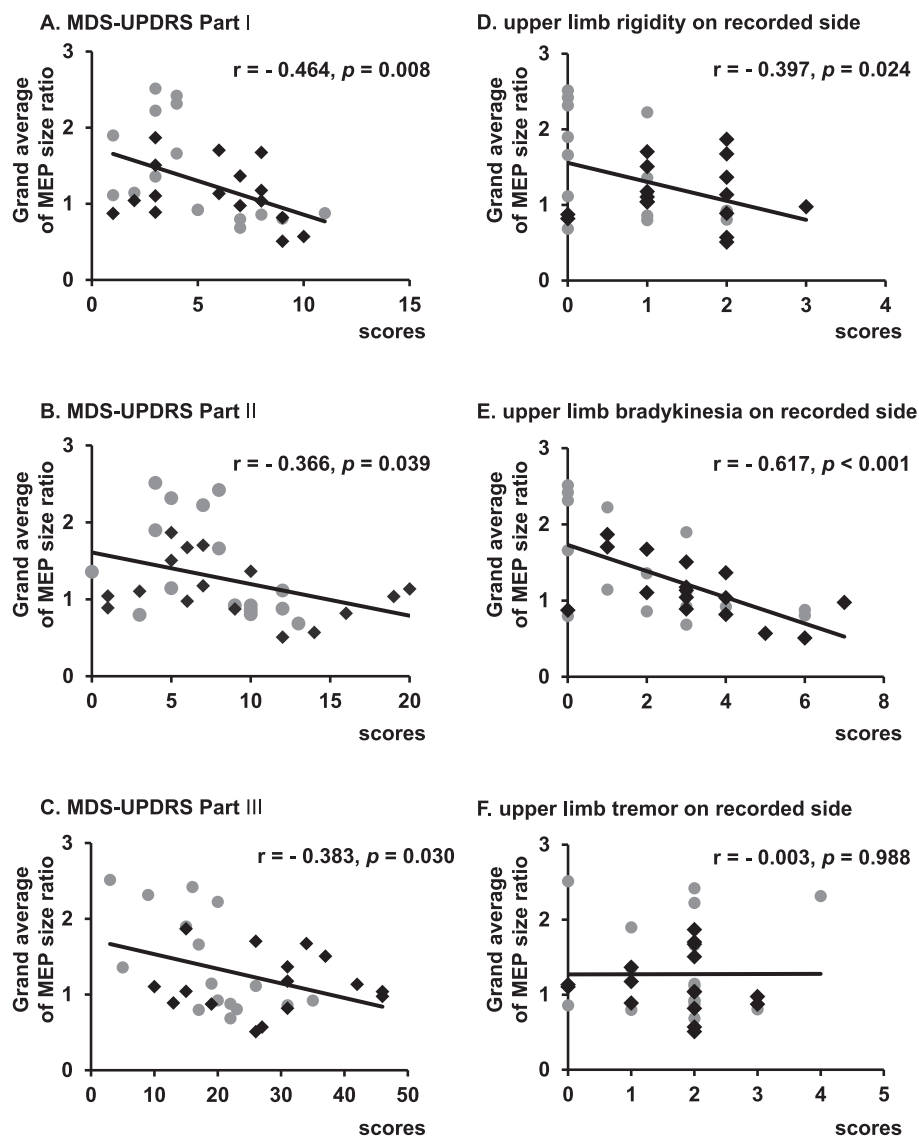 A. MDS-UPDRS Part I
r = - 0.464, p = 0.008
Grand average
of MEP size ratio
3
2
1
0
0 5 10 15
scores
B. MDS-UPDRS Part II
r = - 0.366, p = 0.039
Grand average
of MEP size ratio
3
2
1
0
0 5 10 15 20
scores
C. MDS-UPDRS Part III
r = - 0.383, p = 0.030
Grand average
of MEP size ratio
3
2
1
0
0 10 20 30 40 50
scores
D. upper limb rigidity on recorded side
r = - 0.397, p = 0.024
Grand average
of MEP size ratio
3
2
1
0
0 1 2 3 4
scores
E. upper limb bradykinesia on recorded side
r = - 0.617, p < 0.001
Grand average
of MEP size ratio
3
2
1
0
0 2 4 6 8
scores
F. upper limb tremor on recorded side
r = - 0.003, p = 0.988
Grand average
of MEP size ratio
3
2
1
0
0 1 2 3 4 5
scores